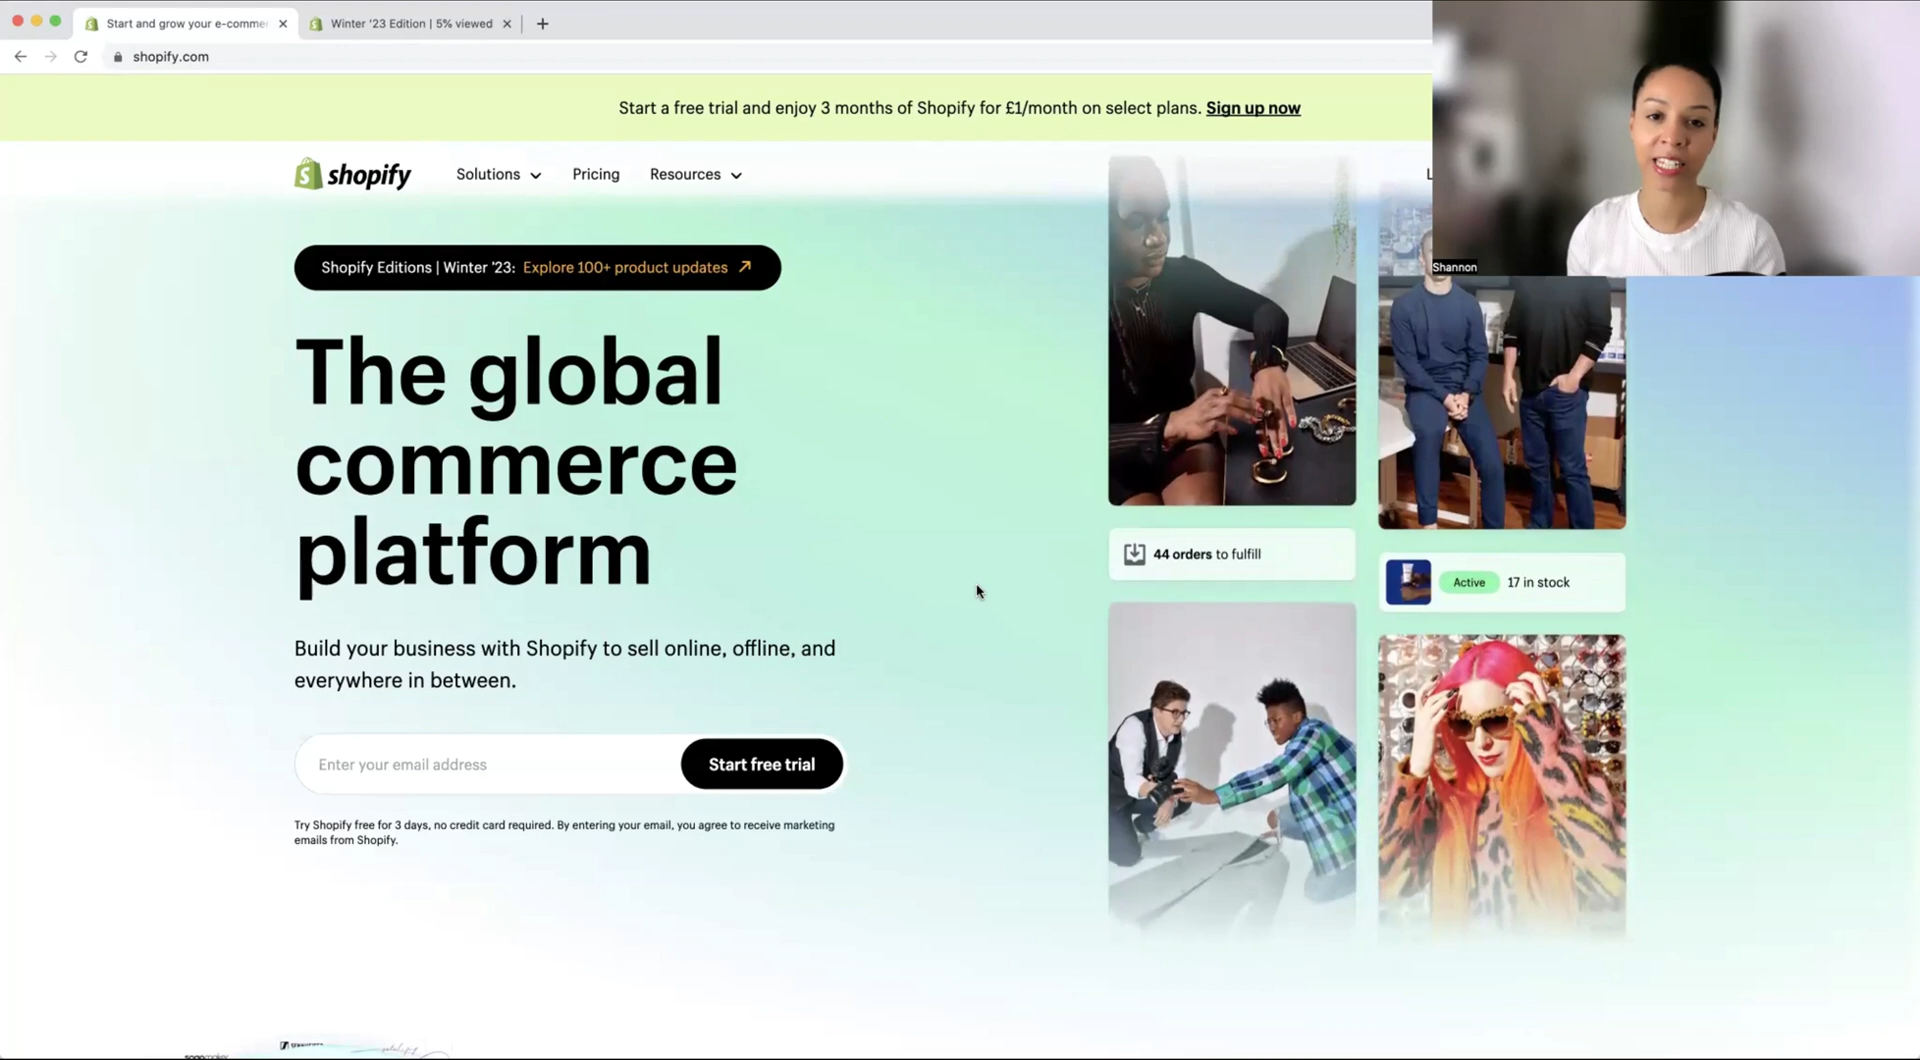 Start and grow your e-comme
Winter '23 Edition | 5% viewed
shopify.com
Start a free trial and enjoy 3 months of Shopify for £1/month on select plans. Sign up now
shopify
Solutions
Pricing
Resources
L
Shannon
Shopify Editions | Winter '23: Explore 100+ product updates
The global
commerce
platform
Build your business with Shopify to sell online, offline, and
everywhere in between.
Enter your email address
Start free trial
Try Shopify free for 3 days, no credit card required. By entering your email, you agree to receive marketing
emails from Shopify.
44 orders to fulfill
Active
17 in stock